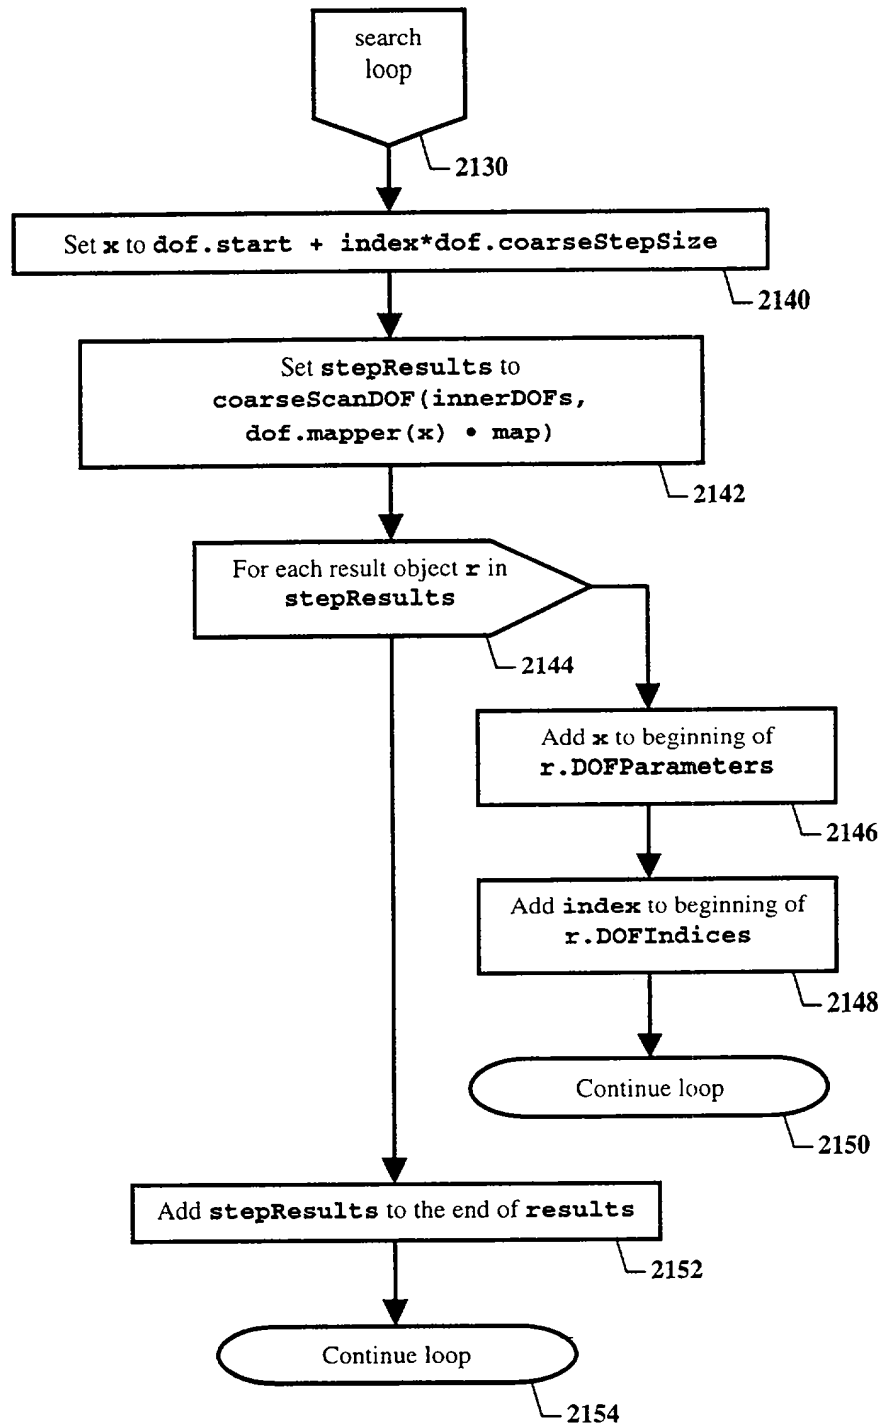 search
loop
2130
Set x to dof.start + index*dof.coarseStepSize
2140
Set stepResults to
coarseScanDOF(innerDOFs,
dof.mapper(x) • map)
2142
For each result object r in
stepResults
2144
Add x to beginning of
r.DOFParameters
2146
Add index to beginning of
r.DOFIndices
2148
Continue loop
2150
Add stepResults to the end of results
2152
Continue loop
2154